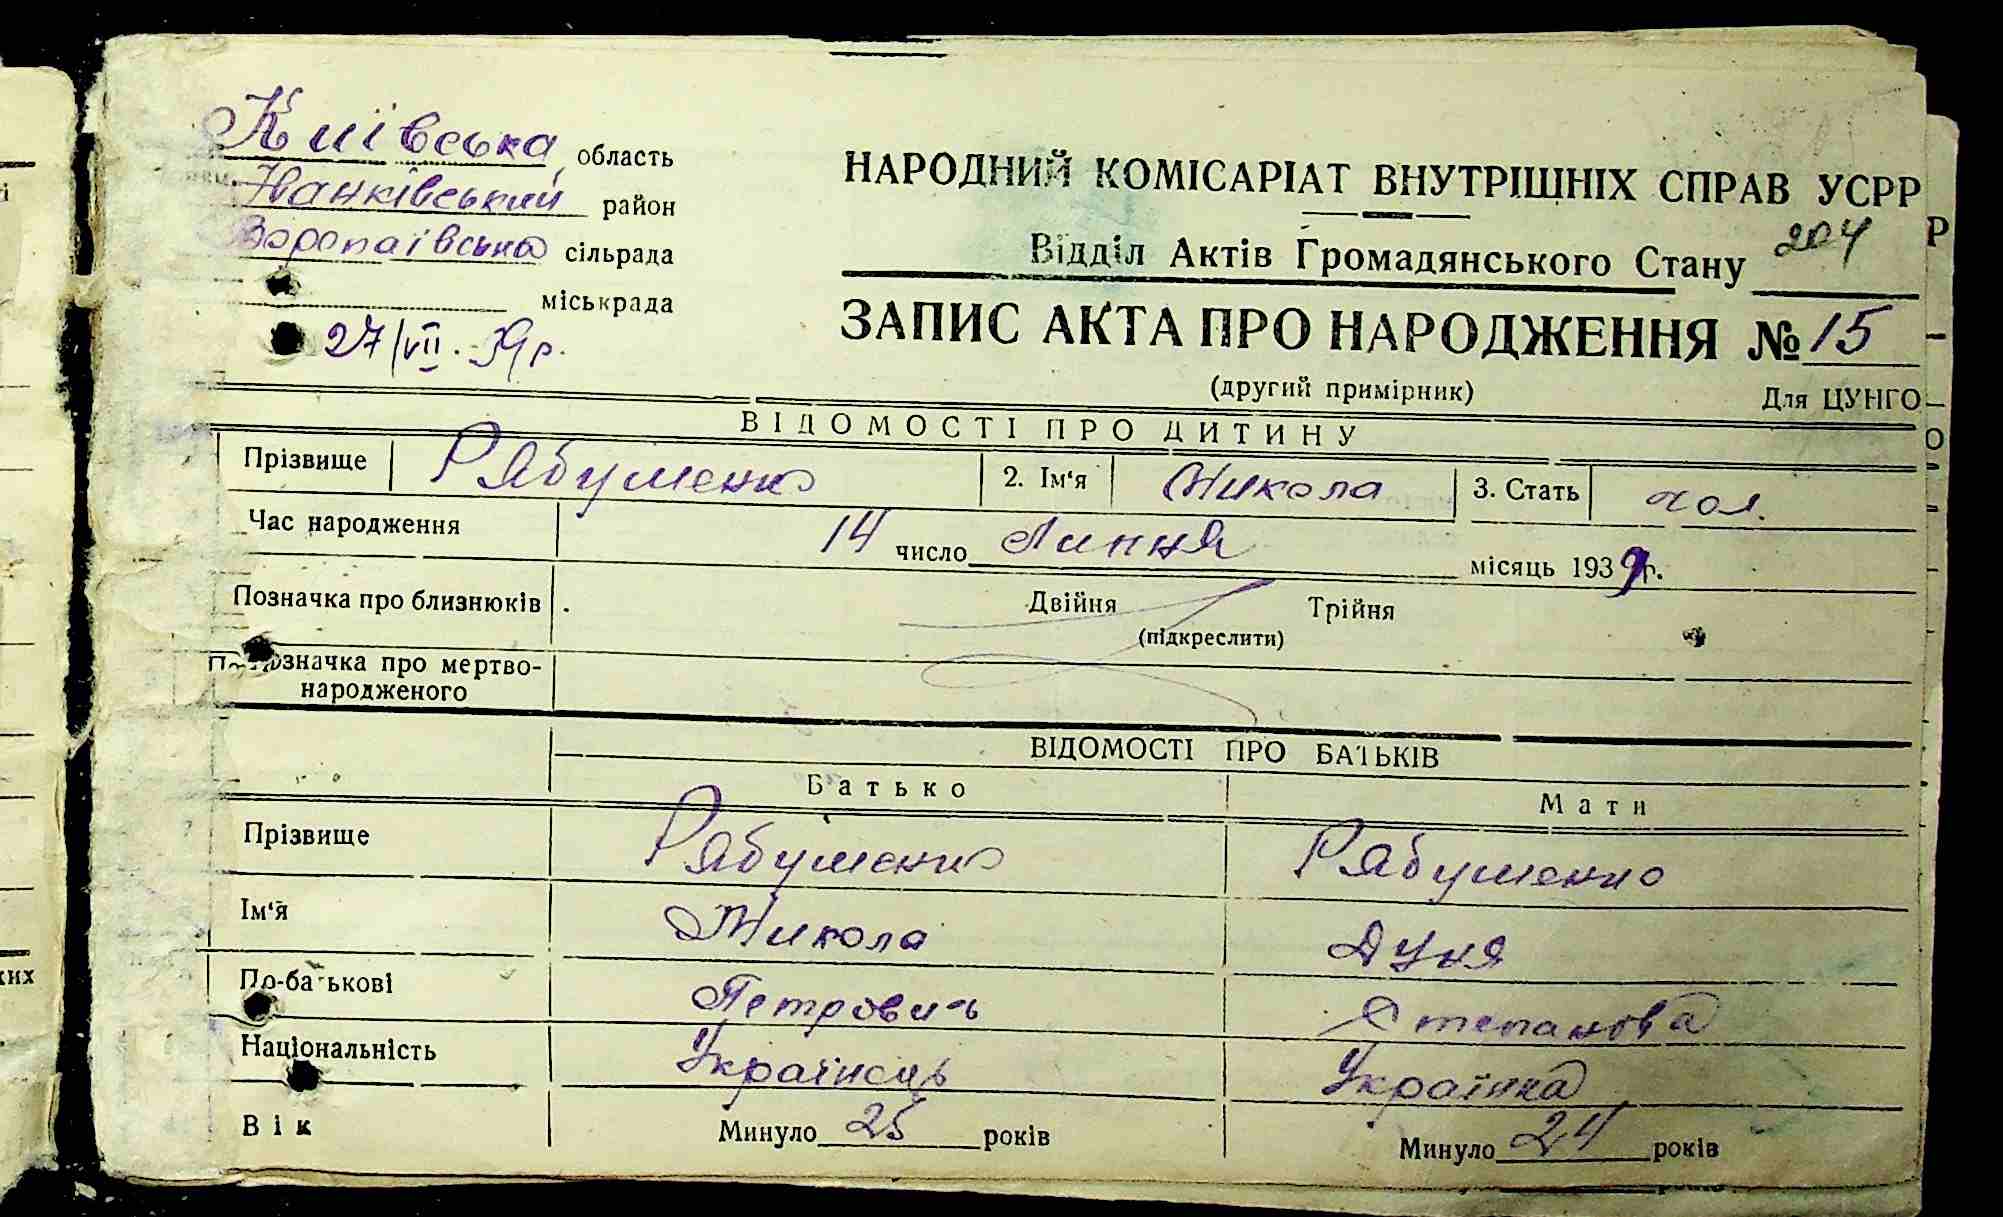 Київська область
Іванківський район
Воропаївська сільрада
міськрада
27/VII. 39р.
НАРОДНИЙ КОМІСАРІАТ ВНУТРІШНІХ СПРАВ УСРР
Відділ Актів Громадянського Стану 204
ЗАПИС АКТА ПРО НАРОДЖЕННЯ № 15
(другий примірник) Для ЦУНГО
ВІДОМОСТІ ПРО ДИТИНУ
Прізвище Рябушенко 2. Ім‘я Микола 3. Стать чол.
Час народження 14 число Липня місяць 1939 р.
Позначка про близнюків Двійня Трійня
(підкреслити)
Позначка про мертво-
народженого
ВІДОМОСТІ ПРО БАТЬКІВ
Батько Мати
Прізвище Рябушенко Рябушенко
Ім‘я Микола Дуня
По-батькові Петрович Степанова
Національність Українець Українка
Вік Минуло 25 років Минуло 24 років